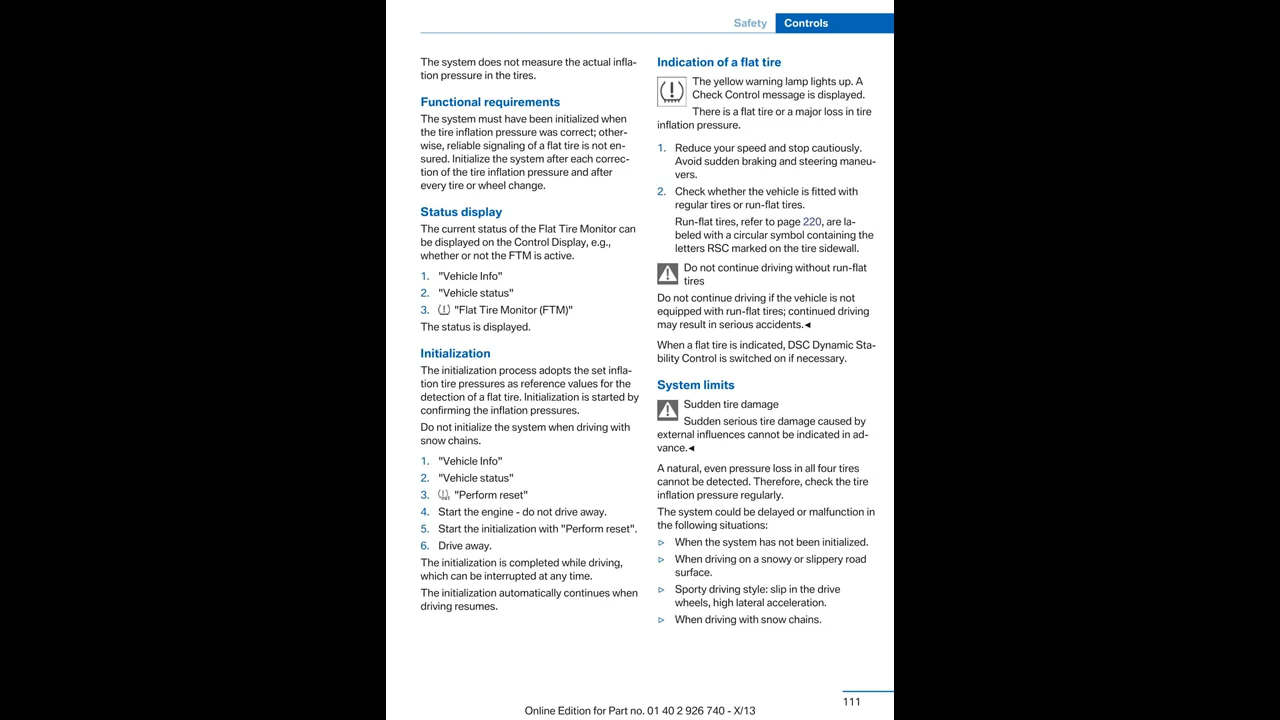 Safety Controls
The system does not measure the actual infla-
tion pressure in the tires.
Functional requirements
The system must have been initialized when
the tire inflation pressure was correct; other-
wise, reliable signaling of a flat tire is not en-
sured. Initialize the system after each correc-
tion of the tire inflation pressure and after
every tire or wheel change.
Status display
The current status of the Flat Tire Monitor can
be displayed on the Control Display, e.g.,
whether or not the FTM is active.
1. "Vehicle Info"
2. "Vehicle status"
3. "Flat Tire Monitor (FTM)"
The status is displayed.
Initialization
The initialization process adopts the set infla-
tion tire pressures as reference values for the
detection of a flat tire. Initialization is started by
confirming the inflation pressures.
Do not initialize the system when driving with
snow chains.
1. "Vehicle Info"
2. "Vehicle status"
3. "Perform reset"
4. Start the engine - do not drive away.
5. Start the initialization with "Perform reset".
6. Drive away.
The initialization is completed while driving,
which can be interrupted at any time.
The initialization automatically continues when
driving resumes.
Indication of a flat tire
The yellow warning lamp lights up. A
Check Control message is displayed.
There is a flat tire or a major loss in tire
inflation pressure.
1. Reduce your speed and stop cautiously.
Avoid sudden braking and steering maneu-
vers.
2. Check whether the vehicle is fitted with
regular tires or run-flat tires.
Run-flat tires, refer to page 220, are la-
beled with a circular symbol containing the
letters RSC marked on the tire sidewall.
Do not continue driving without run-flat
tires
Do not continue driving if the vehicle is not
equipped with run-flat tires; continued driving
may result in serious accidents.◄
When a flat tire is indicated, DSC Dynamic Sta-
bility Control is switched on if necessary.
System limits
Sudden tire damage
Sudden serious tire damage caused by
external influences cannot be indicated in ad-
vance.◄
A natural, even pressure loss in all four tires
cannot be detected. Therefore, check the tire
inflation pressure regularly.
The system could be delayed or malfunction in
the following situations:
▷ When the system has not been initialized.
▷ When driving on a snowy or slippery road
surface.
▷ Sporty driving style: slip in the drive
wheels, high lateral acceleration.
▷ When driving with snow chains.
111
Online Edition for Part no. 01 40 2 926 740 - X/13